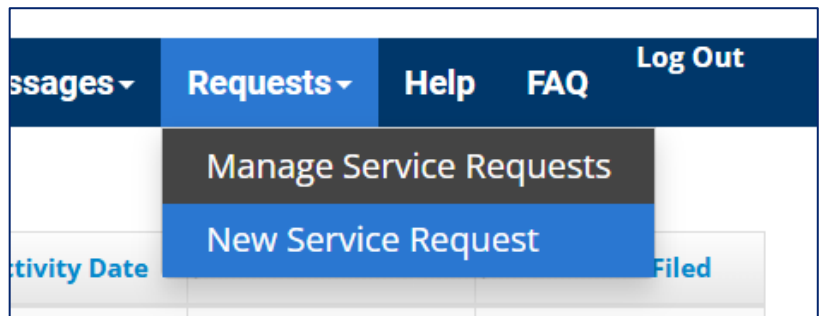 ssages
Requests
Help
FAQ
Log Out
Manage Service Requests
New Service Request
ctivity Date
Filed